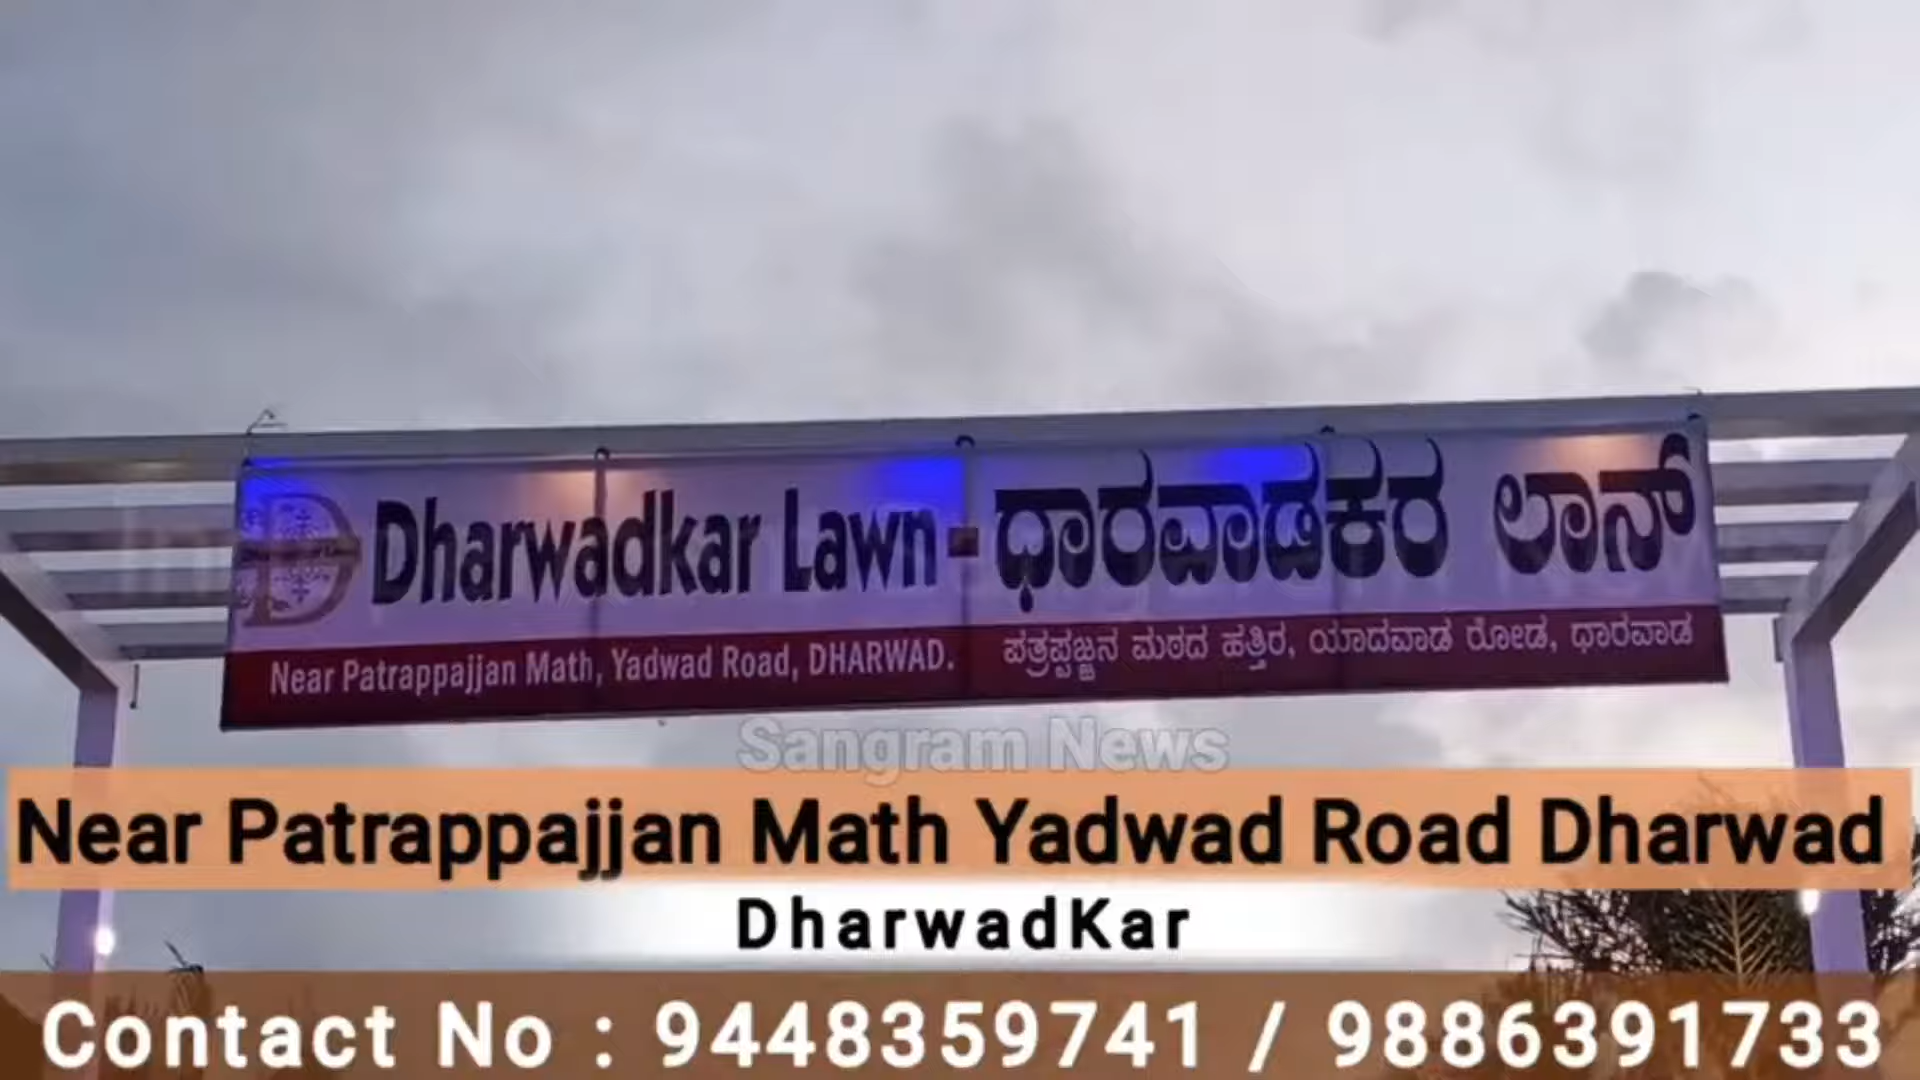 Dharwadkar Lawn - ಧಾರವಾಡಕರ ಲಾನ್
Near Patrappajjan Math, Yadwad Road, DHARWAD. ಪತ್ರಪ್ಪಜ್ಜನ ಮಠದ ಹತ್ತಿರ, ಯಾದವಾಡ ರೋಡ, ಧಾರವಾಡ
Sangram News
Near Patrappajjan Math Yadwad Road Dharwad
DharwadKar
Contact No : 9448359741 / 9886391733